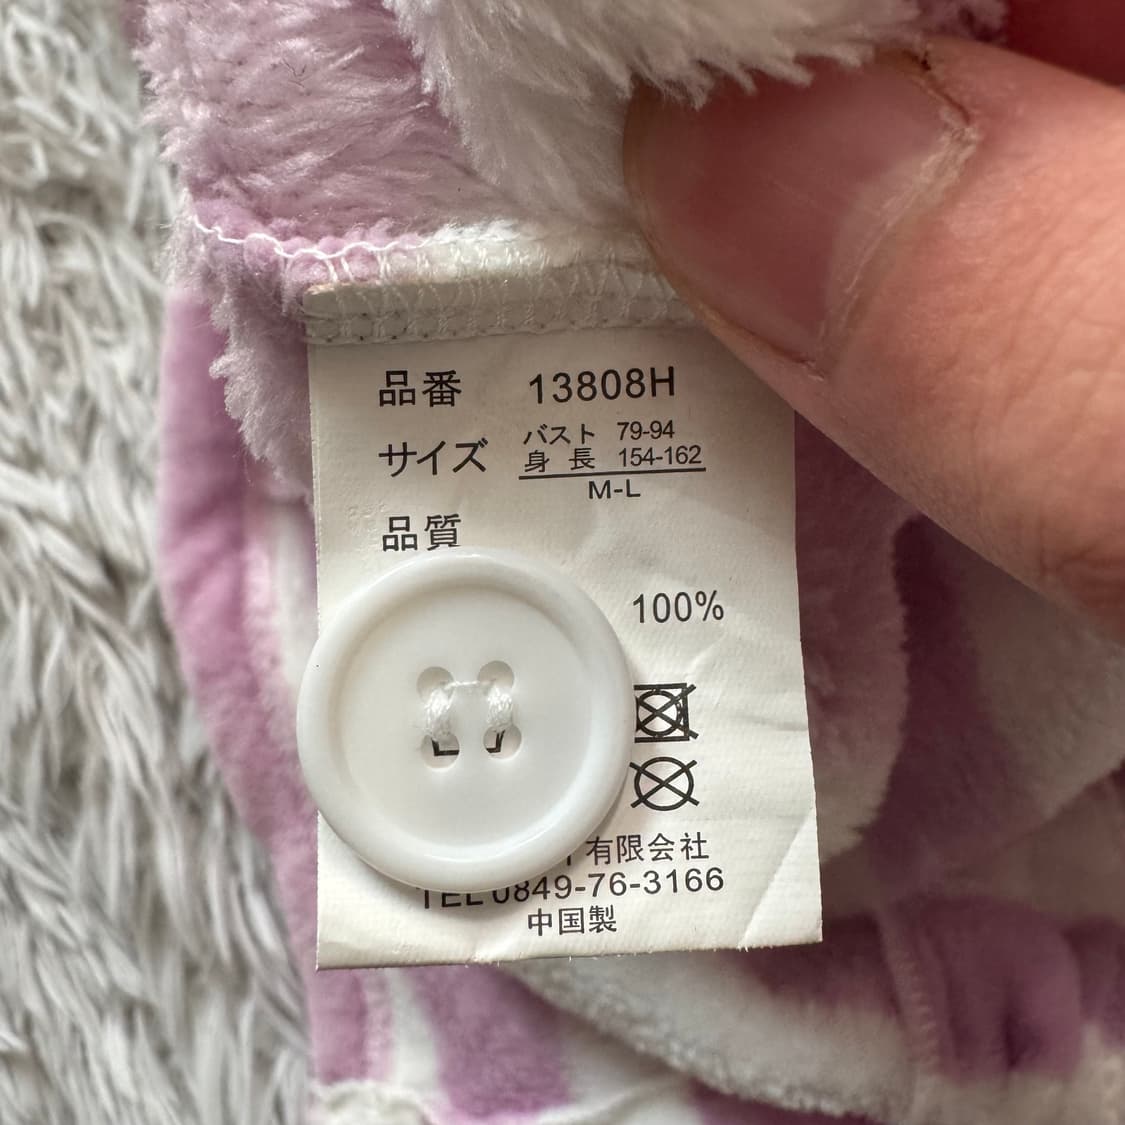 品番 13808H
サイズ バスト 79-94
身長 154-162
M-L
品質
100%
有限会社
TEL 0849-76-3166
中国製